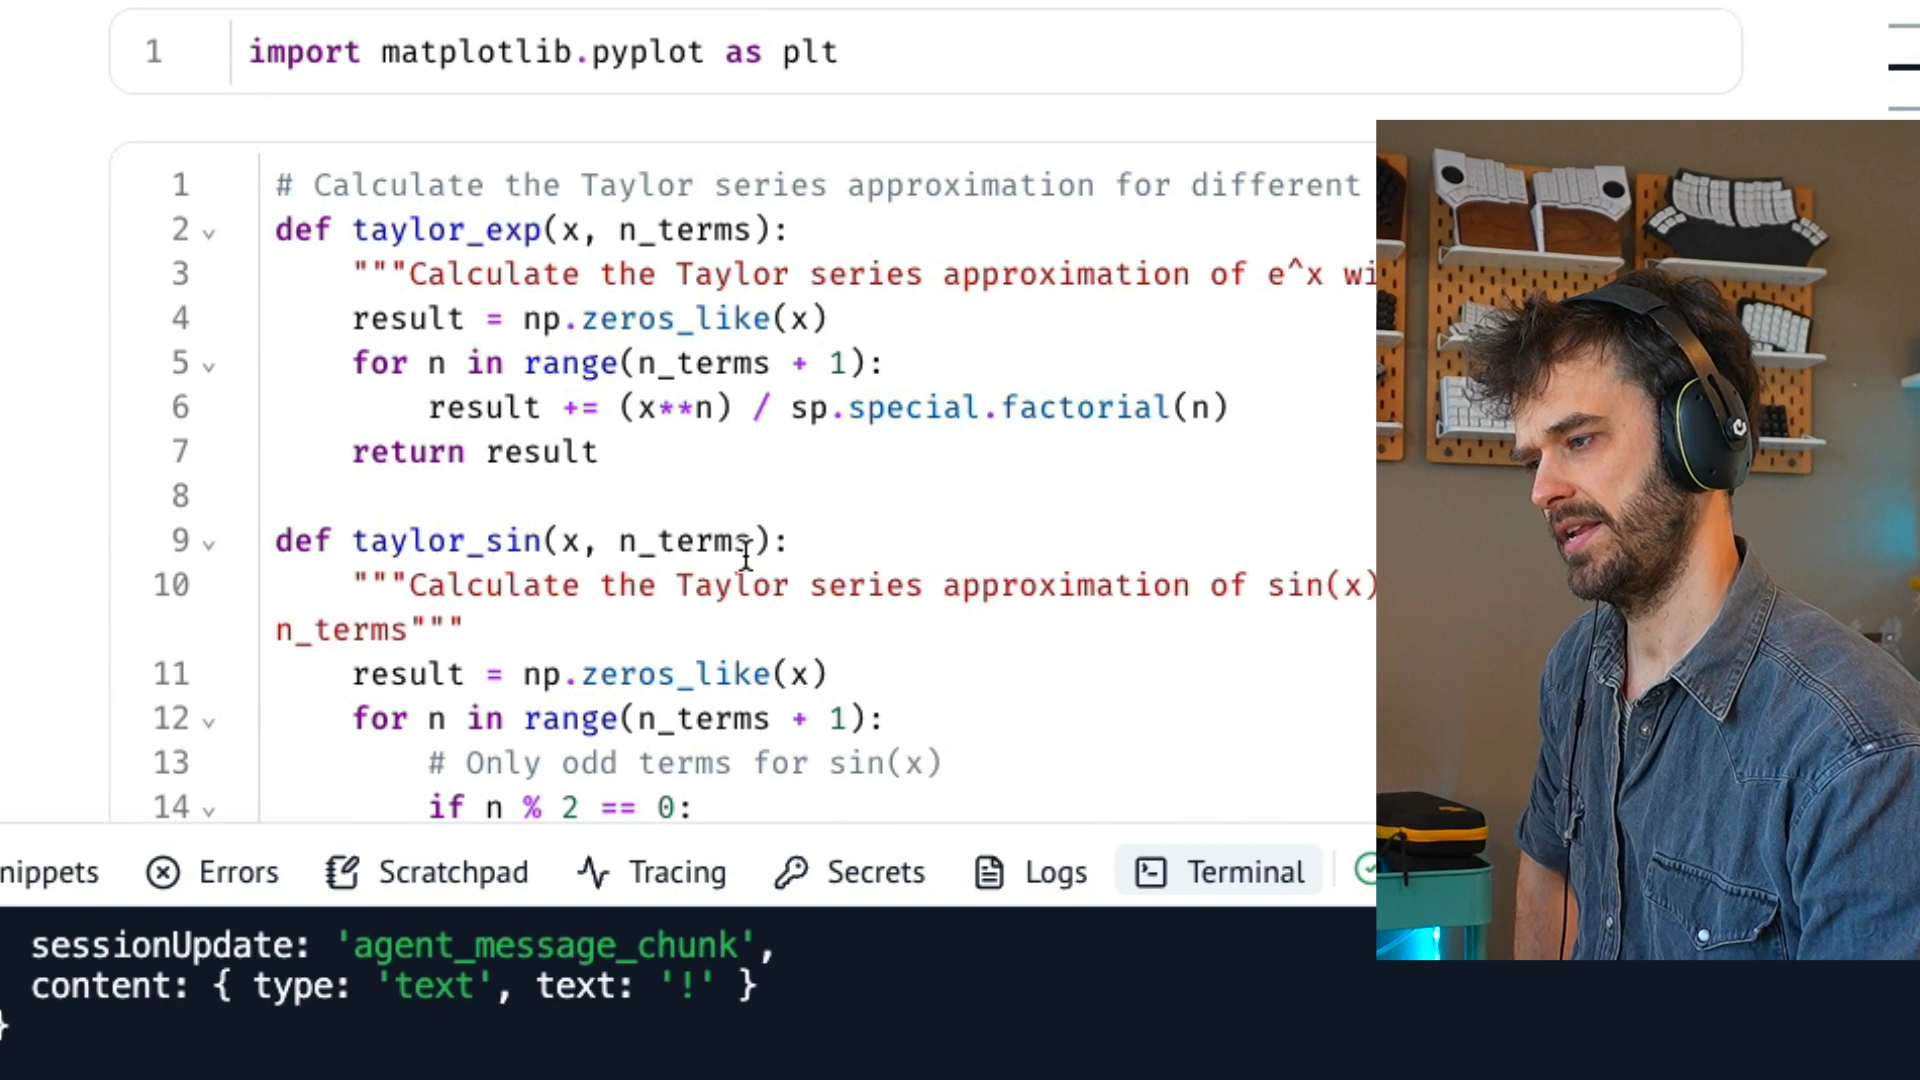 1 import matplotlib.pyplot as plt
1 # Calculate the Taylor series approximation for different
2 def taylor_exp(x, n_terms):
3 """Calculate the Taylor series approximation of e^x wi
4 result = np.zeros_like(x)
5 for n in range(n_terms + 1):
6 result += (x**n) / sp.special.factorial(n)
7 return result
8
9 def taylor_sin(x, n_terms):
10 """Calculate the Taylor series approximation of sin(x)
n_terms"""
11 result = np.zeros_like(x)
12 for n in range(n_terms + 1):
13 # Only odd terms for sin(x)
14 if n % 2 == 0:
nippets Errors Scratchpad Tracing Secrets Logs Terminal
sessionUpdate: 'agent_message_chunk',
content: { type: 'text', text: '!' }
}